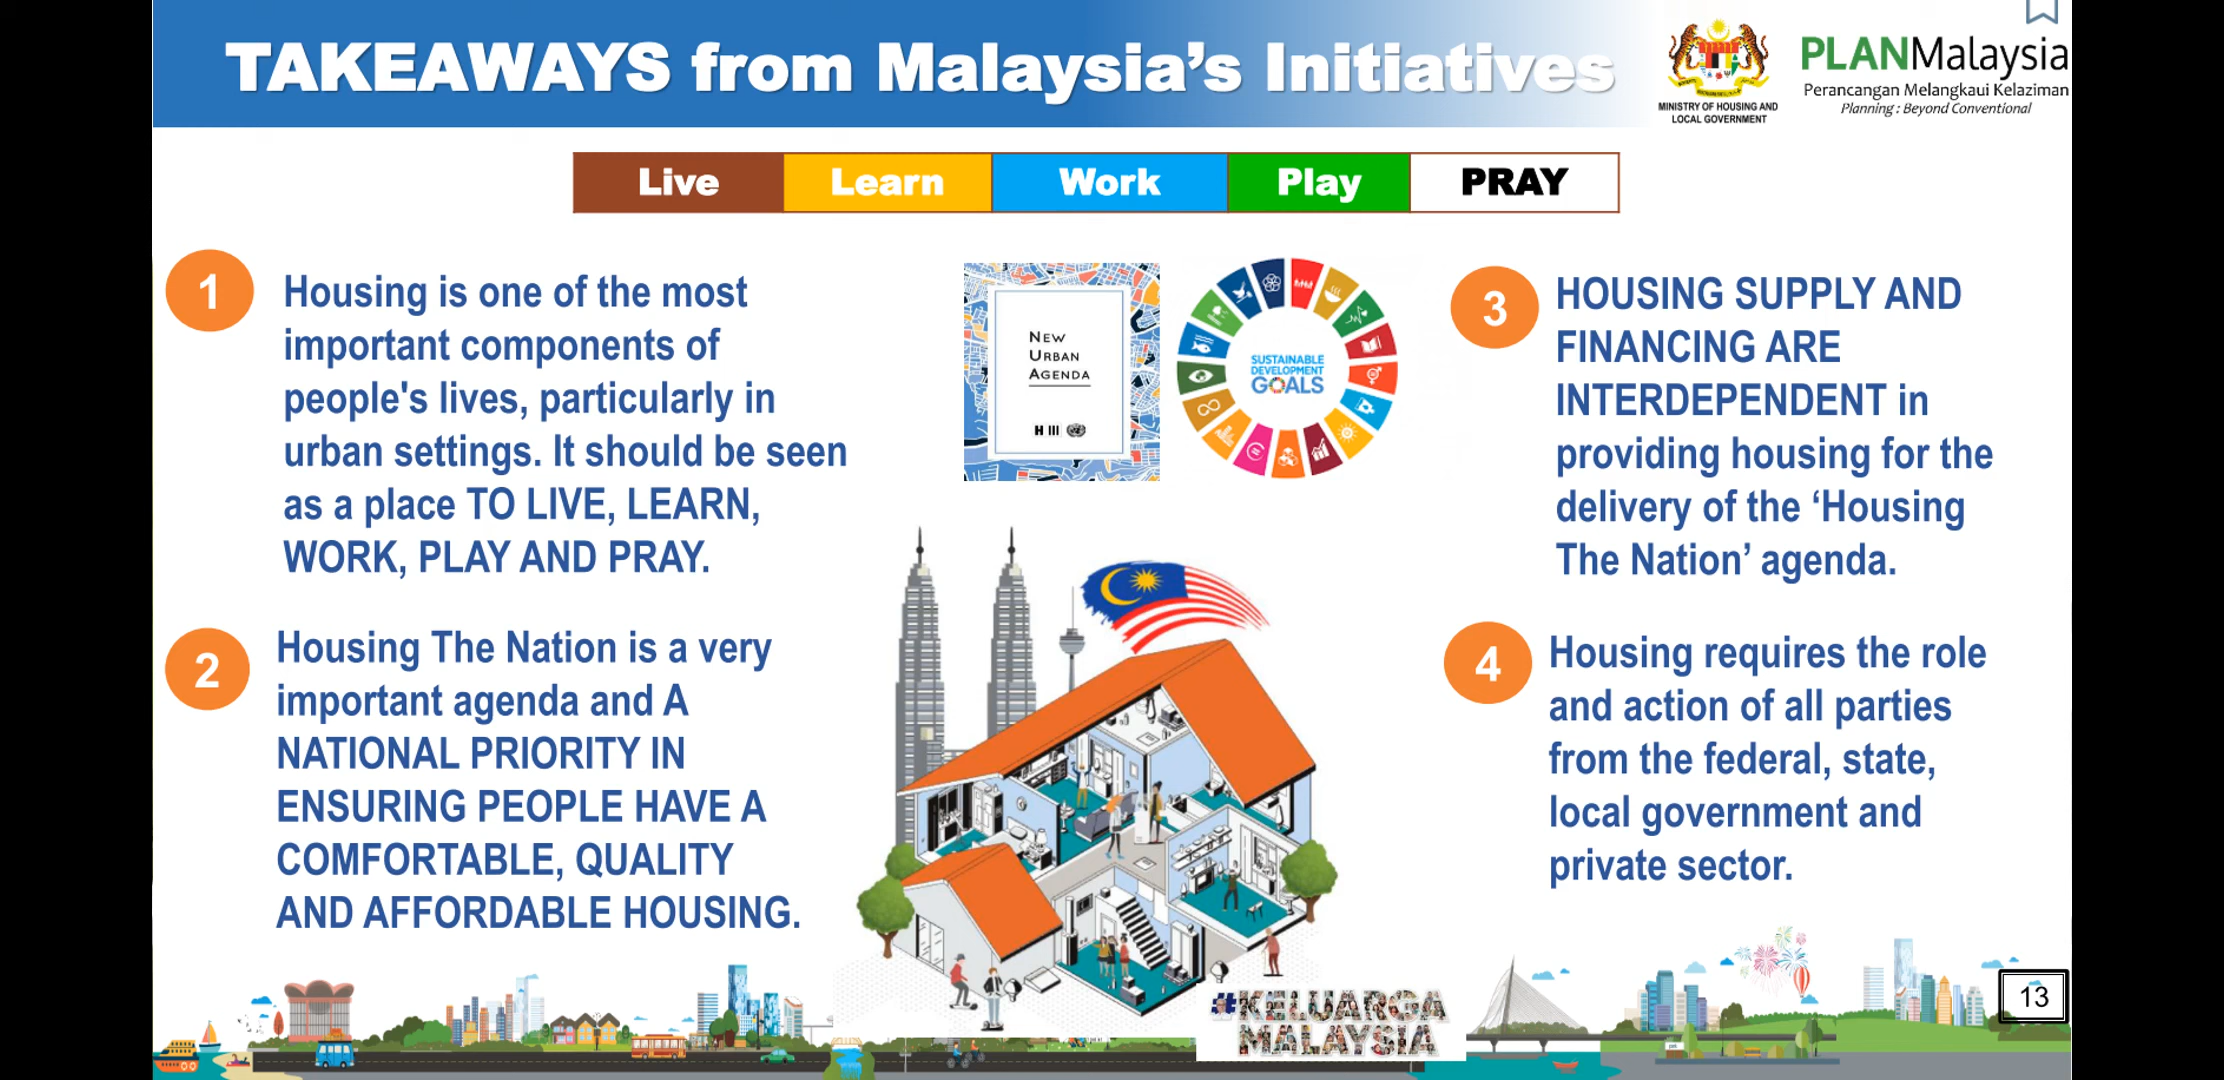 TAKEAWAYS from Malaysia's Initiatives
MINISTRY OF HOUSING AND
LOCAL GOVERNMENT
PLANMalaysia
Perancangan Melangkaui Kelaziman
Planning : Beyond Conventional
Live Learn Work Play PRAY
1
Housing is one of the most
important components of
people's lives, particularly in
urban settings. It should be seen
as a place TO LIVE, LEARN,
WORK, PLAY AND PRAY.
2
Housing The Nation is a very
important agenda and A
NATIONAL PRIORITY IN
ENSURING PEOPLE HAVE A
COMFORTABLE, QUALITY
AND AFFORDABLE HOUSING.
NEW
URBAN
AGENDA
H III
SUSTAINABLE
DEVELOPMENT
GOALS
3
HOUSING SUPPLY AND
FINANCING ARE
INTERDEPENDENT in
providing housing for the
delivery of the ‘Housing
The Nation’ agenda.
4
Housing requires the role
and action of all parties
from the federal, state,
local government and
private sector.
#KELUARGA
MALAYSIA
13